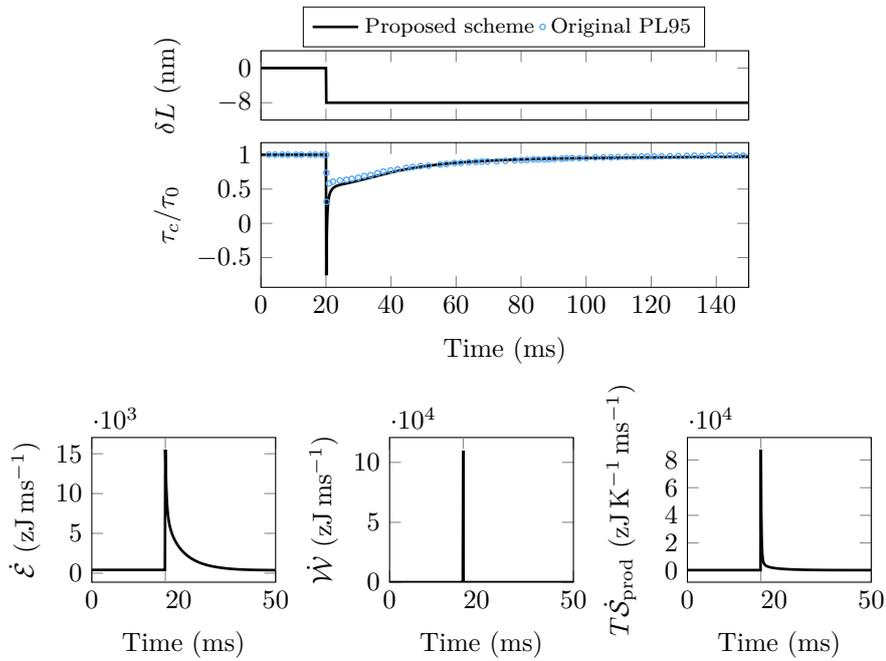 Proposed scheme Original PL95
δL (nm)
0
−8
τc/τ0
1
0.5
0
−0.5
0 20 40 60 80 100 120 140
Time (ms)
·10³
Ė (zJ ms⁻¹)
15
10
5
0
0 20 50
Time (ms)
·10⁴
Ẇ (zJ ms⁻¹)
10
5
0
0 20 50
Time (ms)
·10⁴
TṠprod (zJ K⁻¹ ms⁻¹)
8
6
4
2
0
0 20 50
Time (ms)